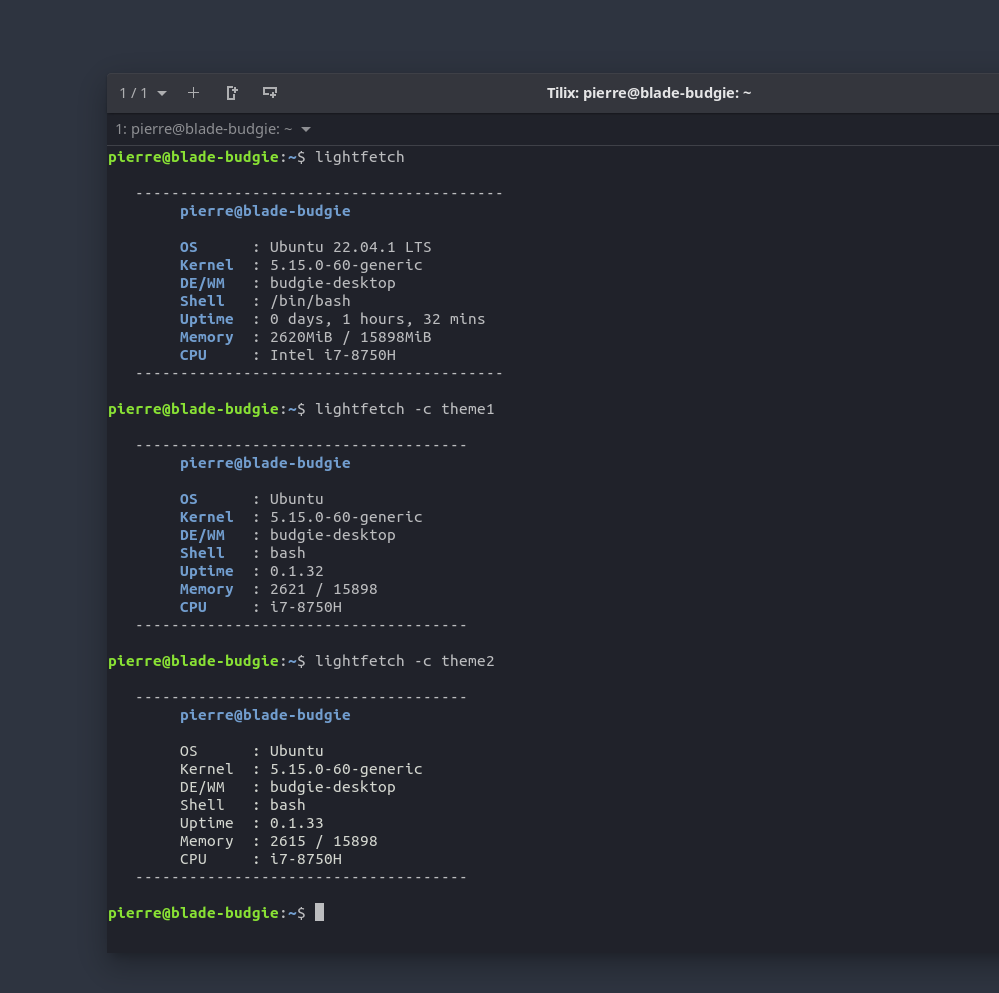 1 / 1 Tilix: pierre@blade-budgie: ~
1: pierre@blade-budgie: ~
pierre@blade-budgie:~$ lightfetch
-----------------------------------------
pierre@blade-budgie
OS      : Ubuntu 22.04.1 LTS
Kernel  : 5.15.0-60-generic
DE/WM   : budgie-desktop
Shell   : /bin/bash
Uptime  : 0 days, 1 hours, 32 mins
Memory  : 2620MiB / 15898MiB
CPU     : Intel i7-8750H
-----------------------------------------
pierre@blade-budgie:~$ lightfetch -c theme1
-------------------------------------
pierre@blade-budgie
OS      : Ubuntu
Kernel  : 5.15.0-60-generic
DE/WM   : budgie-desktop
Shell   : bash
Uptime  : 0.1.32
Memory  : 2621 / 15898
CPU     : i7-8750H
-------------------------------------
pierre@blade-budgie:~$ lightfetch -c theme2
-------------------------------------
pierre@blade-budgie
OS      : Ubuntu
Kernel  : 5.15.0-60-generic
DE/WM   : budgie-desktop
Shell   : bash
Uptime  : 0.1.33
Memory  : 2615 / 15898
CPU     : i7-8750H
-------------------------------------
pierre@blade-budgie:~$